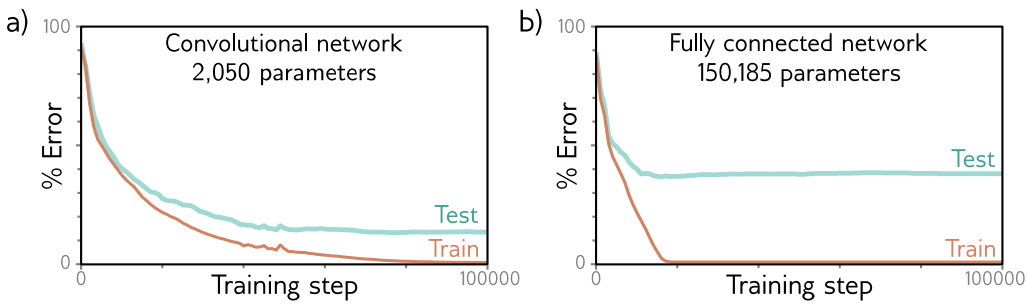 a)
100
Convolutional network
2,050 parameters
% Error
Test
Train
0
0
Training step
100000
b)
100
Fully connected network
150,185 parameters
% Error
Test
Train
0
0
Training step
100000